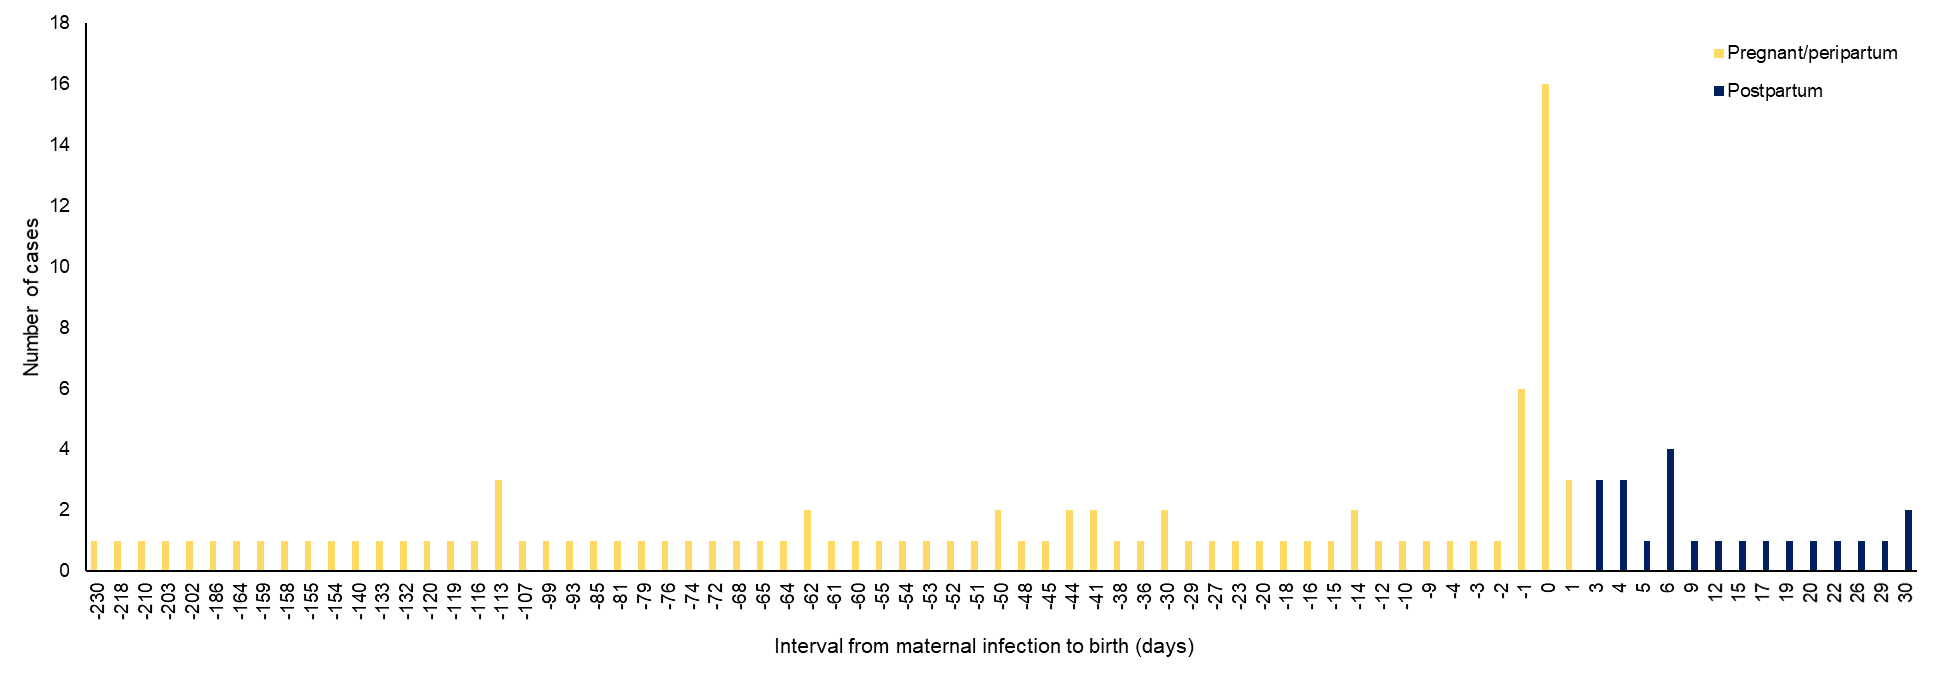 18
16
14
12
10
8
6
4
2
0
Number of cases
Pregnant/peripartum
Postpartum
-230 -218 -210 -203 -202 -186 -164 -159 -158 -155 -154 -140 -133 -132 -120 -119 -116 -113 -107 -99 -93 -85 -81 -79 -76 -74 -72 -68 -65 -64 -62 -61 -60 -55 -54 -53 -52 -51 -50 -48 -45 -44 -41 -38 -36 -30 -29 -27 -23 -20 -18 -16 -15 -14 -12 -10 -9 -4 -3 -2 -1 0 1 3 4 5 6 9 12 15 17 19 20 22 26 29 30
Interval from maternal infection to birth (days)